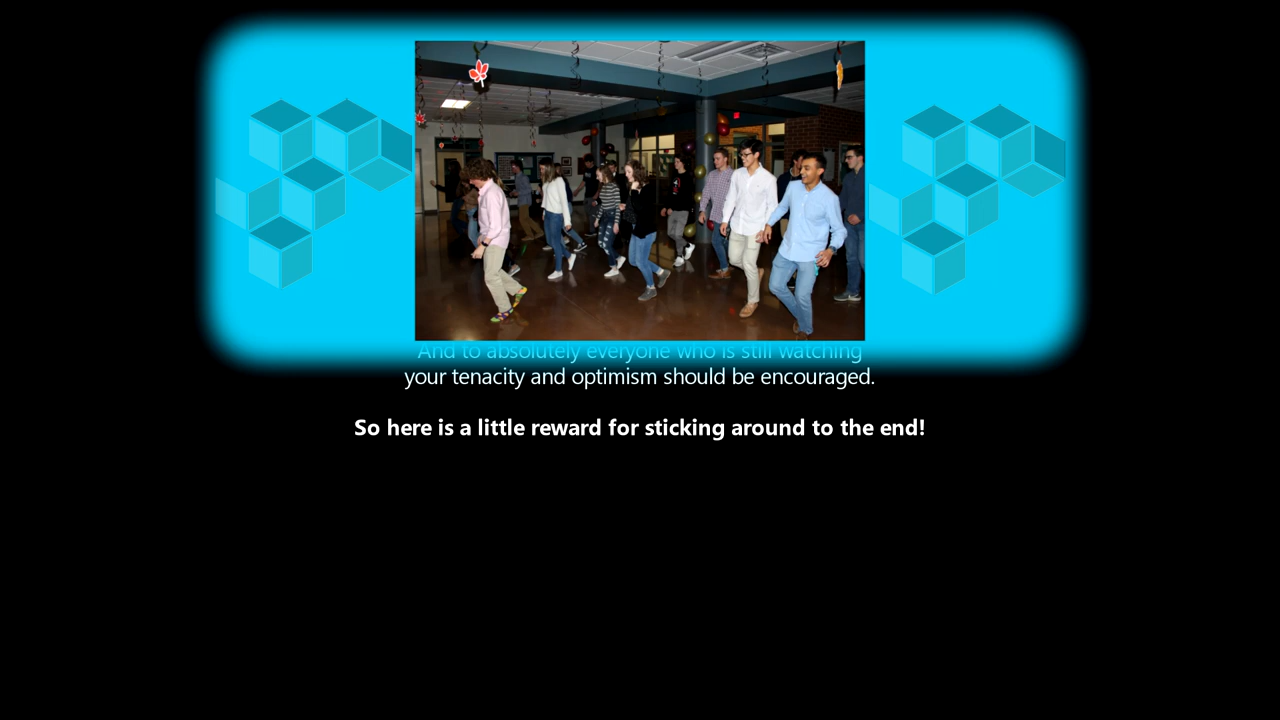 And to absolutely everyone who is still watching
your tenacity and optimism should be encouraged.
So here is a little reward for sticking around to the end!